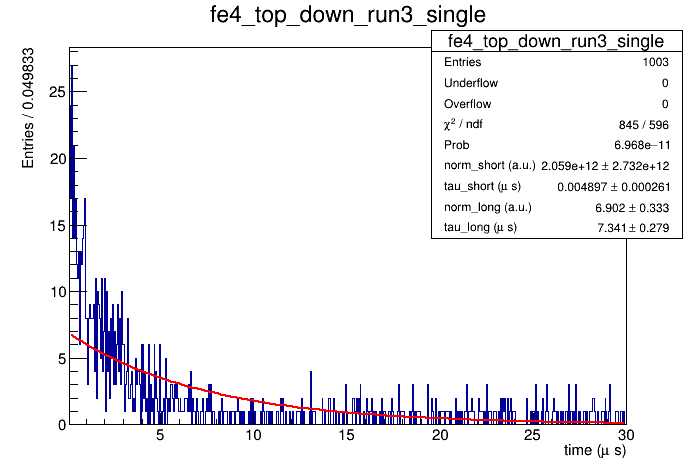 fe4_top_down_run3_single
fe4_top_down_run3_single
Entries 1003
Underflow 0
Overflow 0
χ² / ndf 845 / 596
Prob 6.968e−11
norm_short (a.u.) 2.059e+12 ± 2.732e+12
tau_short (μ s) 0.004897 ± 0.000261
norm_long (a.u.) 6.902 ± 0.333
tau_long (μ s) 7.341 ± 0.279
Entries / 0.049833
25
20
15
10
5
0
5 10 15 20 25 30
time (μ s)